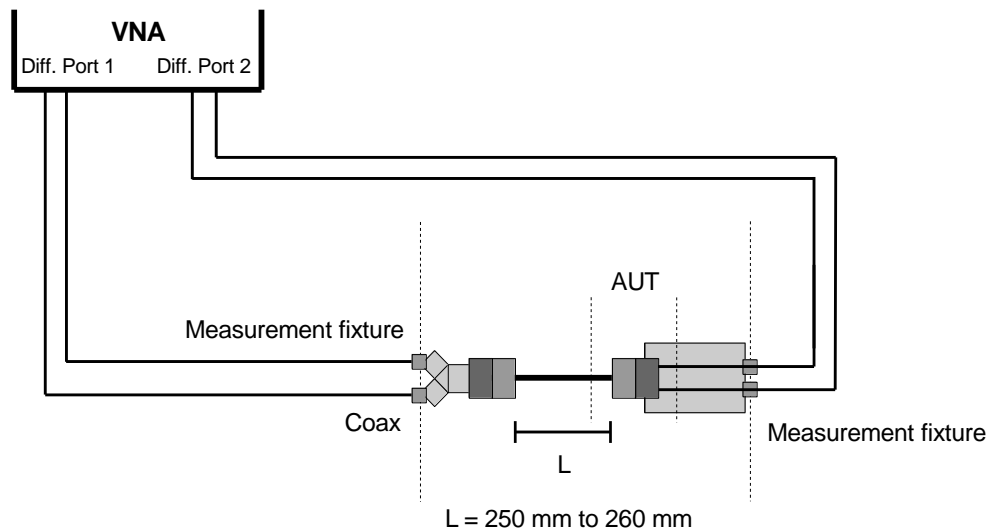 VNA
Diff. Port 1 Diff. Port 2
AUT
Measurement fixture
Coax
Measurement fixture
L
L = 250 mm to 260 mm